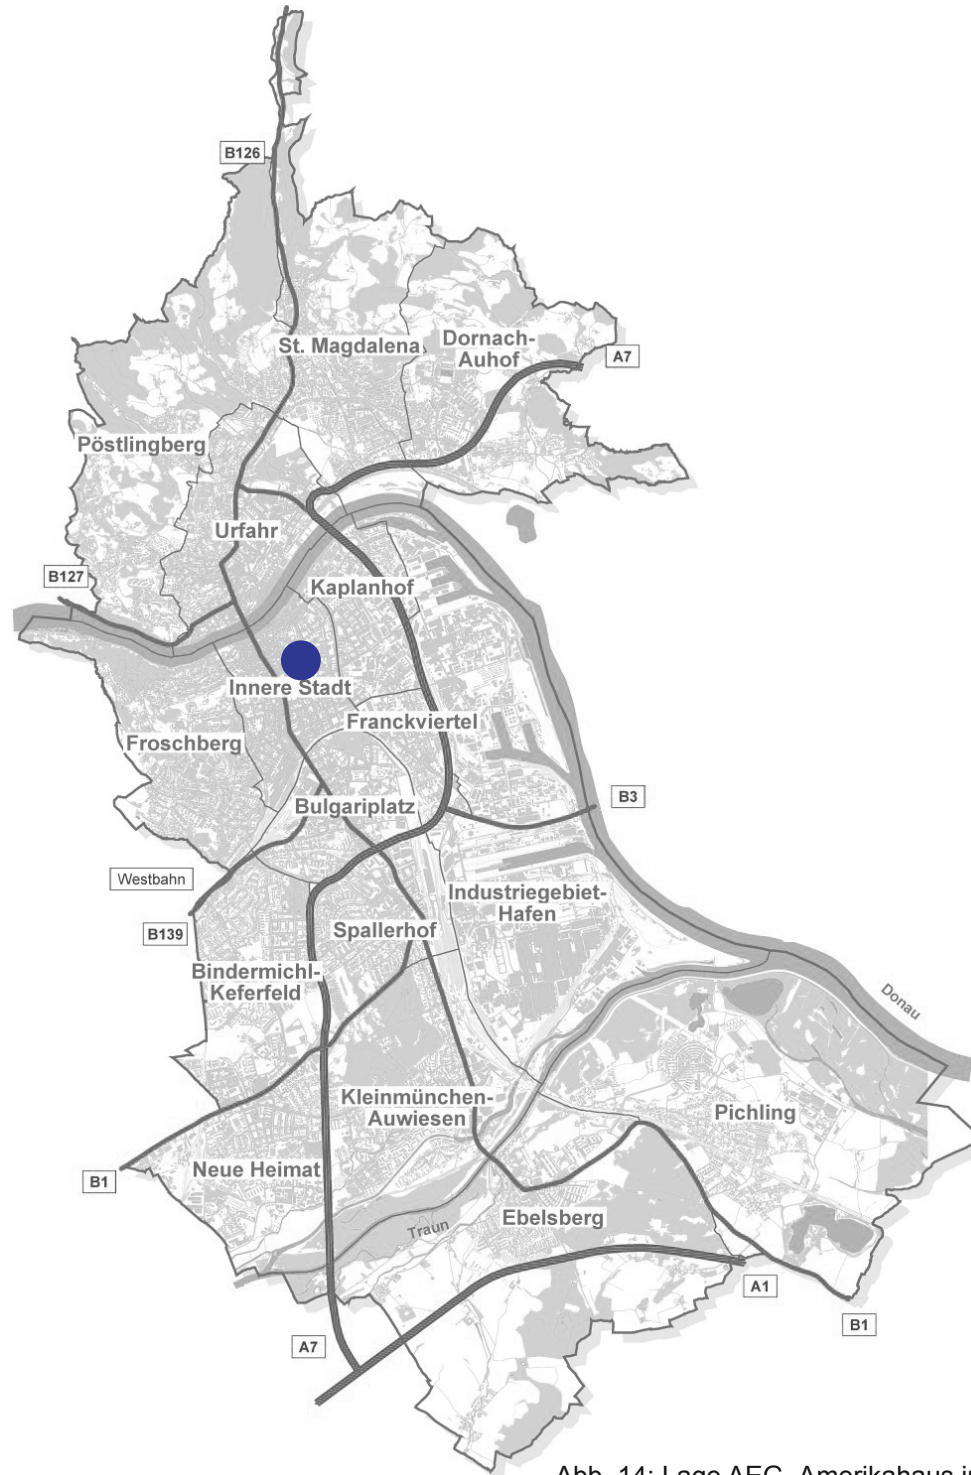 B126
St. Magdalena
Dornach-
Auhof
A7
Pöstlingberg
Urfahr
B127
Kaplanhof
Innere Stadt
Franckviertel
Froschberg
B3
Bulgariplatz
Westbahn
Industriegebiet-
Hafen
B139
Spallerhof
Bindermichl-
Keferfeld
Donau
Kleinmünchen-
Auwiesen
Pichling
B1
Neue Heimat
Ebelsberg
Traun
A1
B1
A7
Abb. 14: Lage AEC, Amerikahaus i